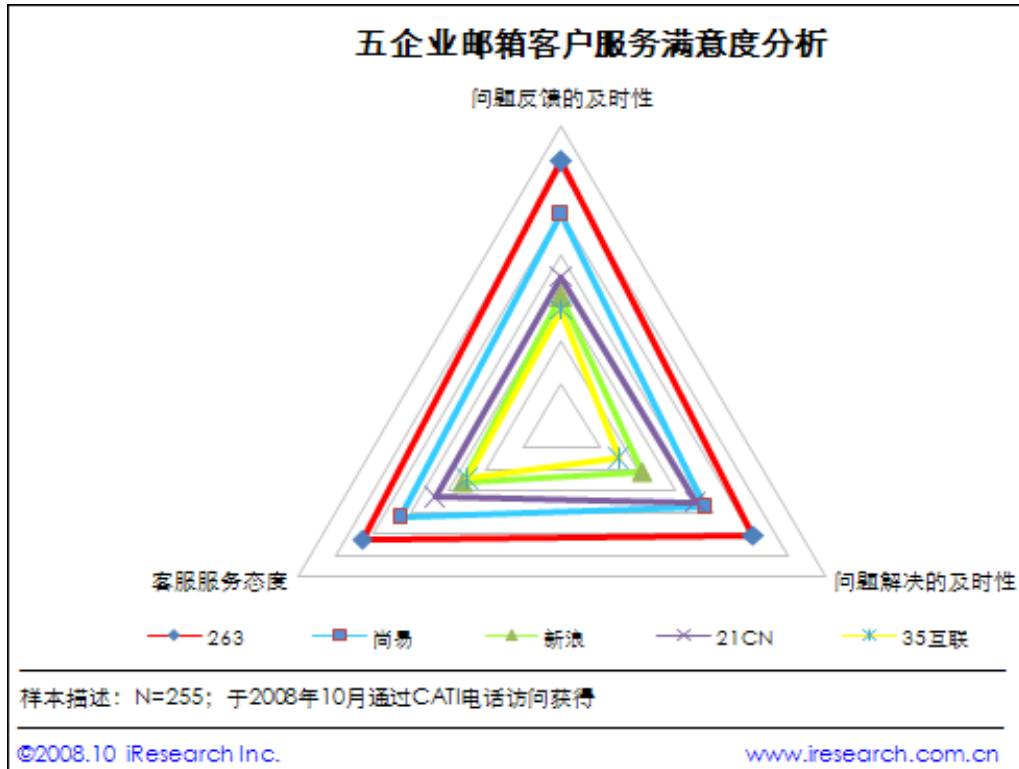 五企业邮箱客户服务满意度分析
问题反馈的及时性
客服服务态度
问题解决的及时性
263 尚易 新浪 21CN 35互联
样本描述：N=255；于2008年10月通过CATI电话访问获得
©2008.10 iResearch Inc. www.iresearch.com.cn